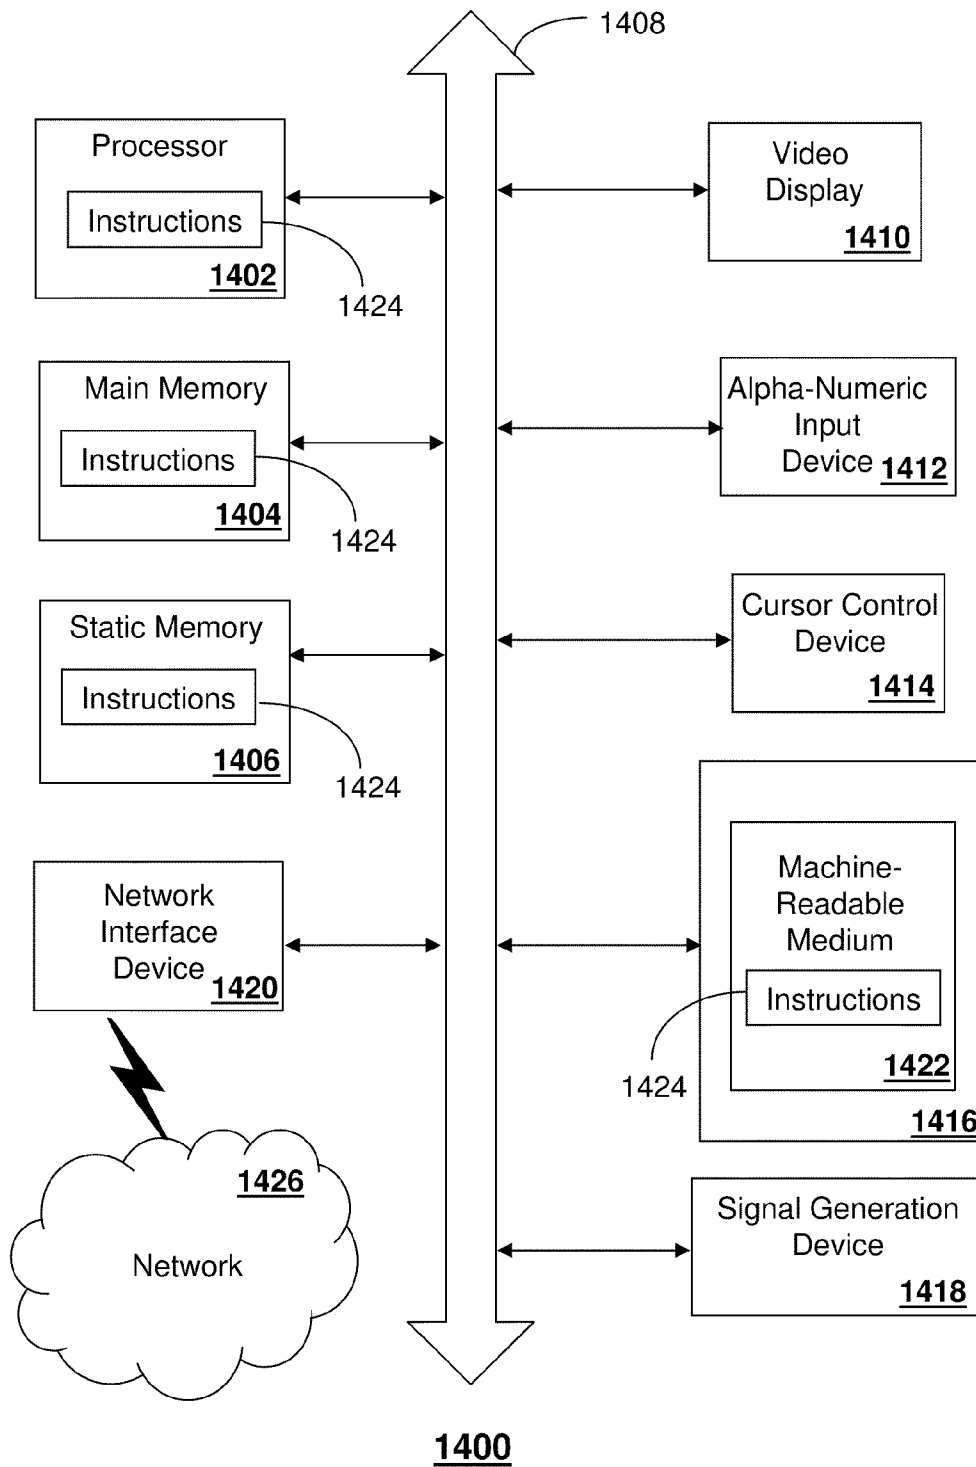 1408
Processor
Instructions
1402
1424
Main Memory
Instructions
1404
1424
Static Memory
Instructions
1406
1424
Network
Interface
Device
1420
1426
Network
Video
Display
1410
Alpha-Numeric
Input
Device
1412
Cursor Control
Device
1414
Machine-
Readable
Medium
Instructions
1424
1422
1416
Signal Generation
Device
1418
1400